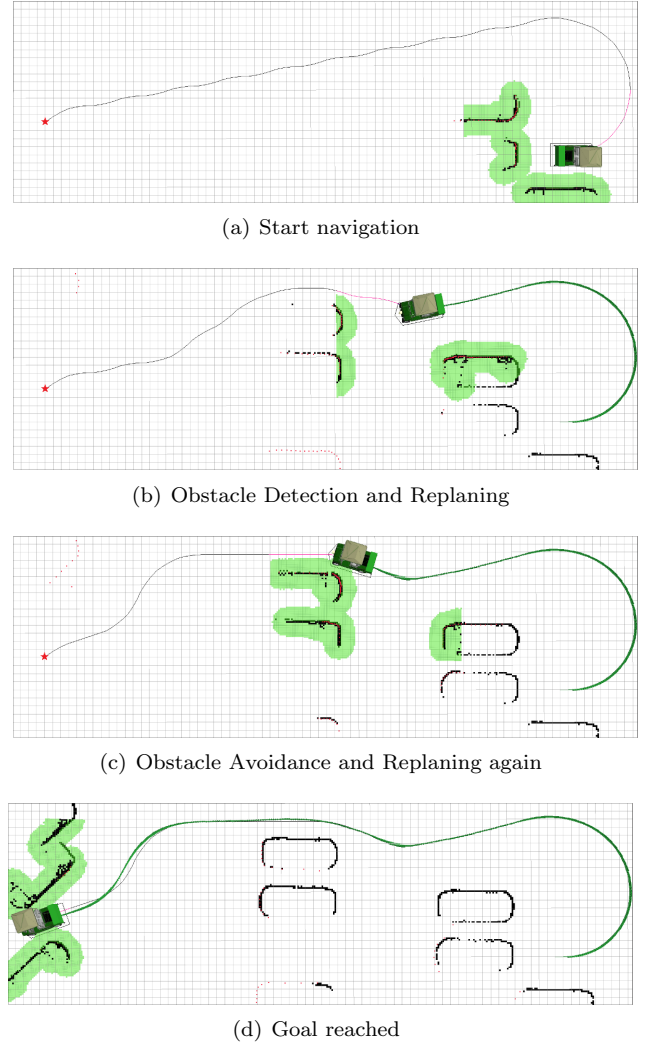 (a) Start navigation
(b) Obstacle Detection and Replaning
(c) Obstacle Avoidance and Replaning again
(d) Goal reached